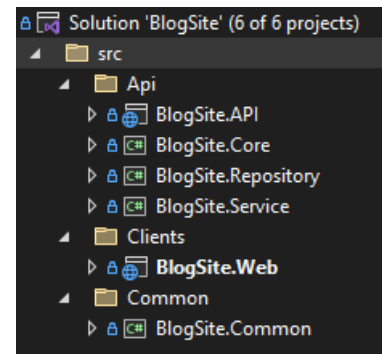 Solution 'BlogSite' (6 of 6 projects)
src
Api
BlogSite.API
C# BlogSite.Core
C# BlogSite.Repository
C# BlogSite.Service
Clients
BlogSite.Web
Common
C# BlogSite.Common